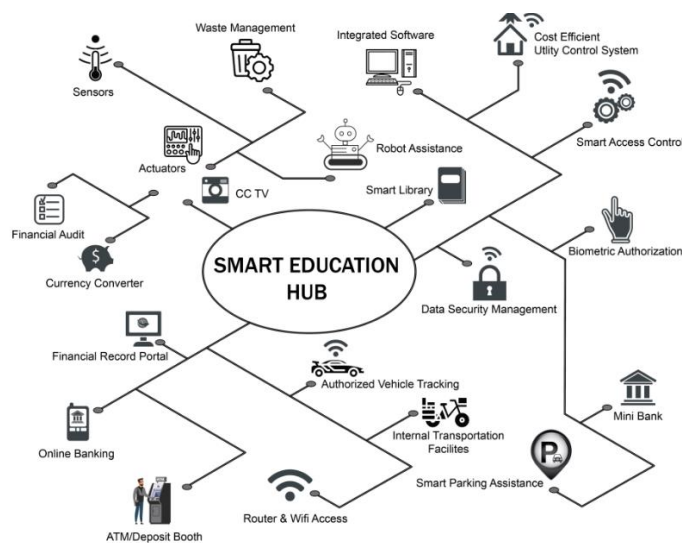 Waste Management
Integrated Software
Cost Efficient
Utlity Control System
Sensors
Smart Access Control
Actuators
Robot Assistance
CC TV
Smart Library
Financial Audit
Biometric Authorization
SMART EDUCATION
HUB
Currency Converter
$
Data Security Management
Financial Record Portal
Authorized Vehicle Tracking
Mini Bank
Online Banking
Internal Transportation
Facilites
P
Smart Parking Assistance
Router & Wifi Access
ATM/Deposit Booth